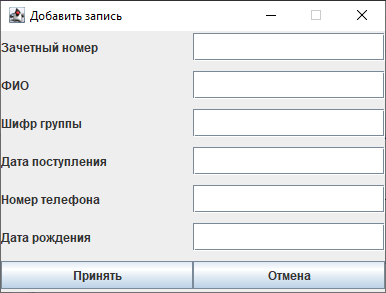 Добавить запись
Зачетный номер
ФИО
Шифр группы
Дата поступления
Номер телефона
Дата рождения
Принять Отмена